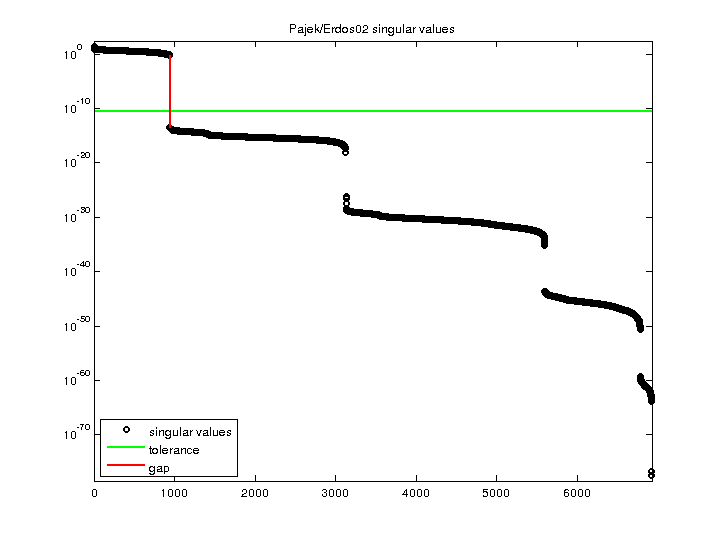 Pajek/Erdos02 singular values
10^0
10^-10
10^-20
10^-30
10^-40
10^-50
10^-60
10^-70
singular values
tolerance
gap
0 1000 2000 3000 4000 5000 6000